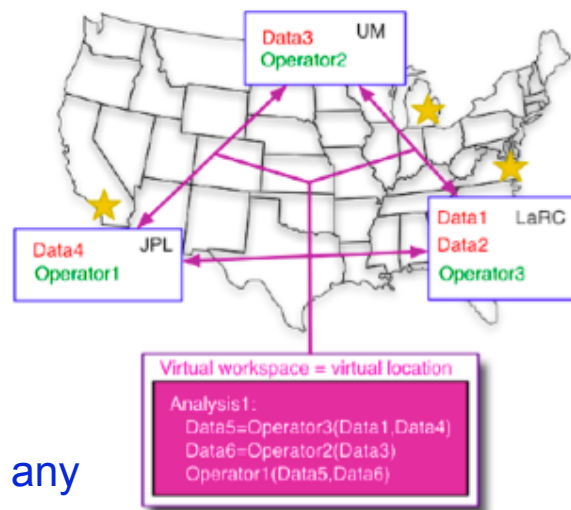 Data3 UM
Operator2
Data1 LaRC
Data2
Operator3
Data4 JPL
Operator1
Virtual workspace = virtual location
Analysis1:
Data5=Operator3(Data1,Data4)
Data6=Operator2(Data3)
Operator1(Data5,Data6)
any